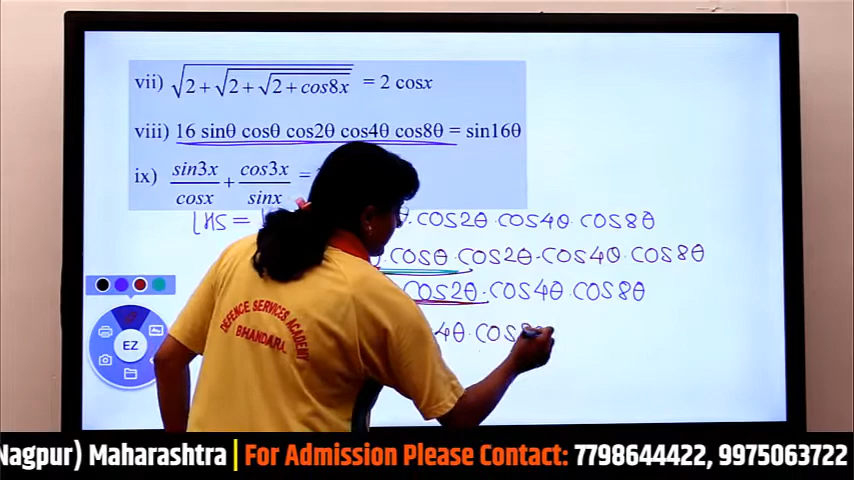 vii) √2 + √2 + √2 + cos8x = 2 cosx
viii) 16 sinθ cosθ cos2θ cos4θ cos8θ = sin16θ
ix) sin3x/cosx + cos3x/sinx =
LHS = θ · cos2θ · cos4θ · cos8θ
· cosθ · cos2θ · cos4θ · cos8θ
cos2θ · cos4θ · cos8θ
4θ · cos8
EZ
DEFENCE SERVICES ACADEMY
BHANDARA
Nagpur) Maharashtra | For Admission Please Contact: 7798644422, 9975063722